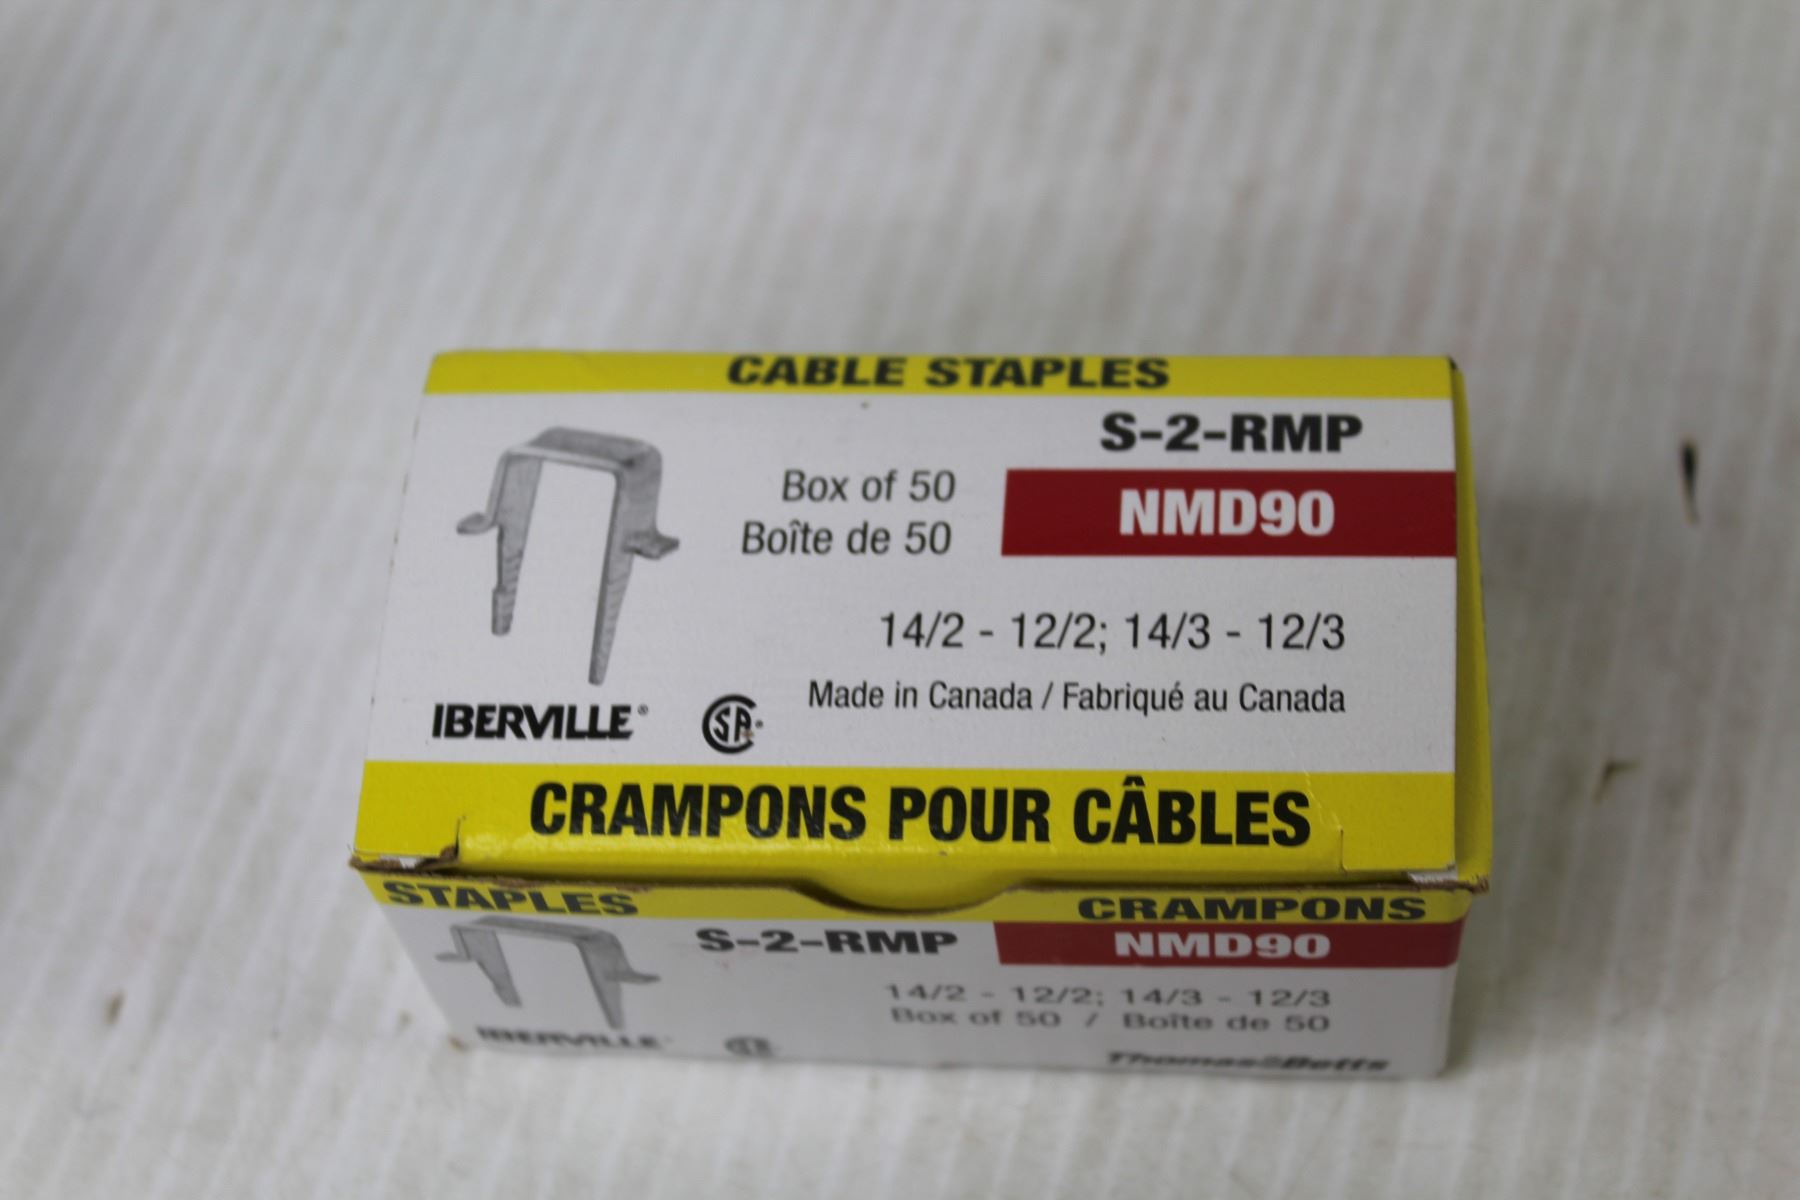 CABLE STAPLES
S-2-RMP
Box of 50
NMD90
Boîte de 50
14/2 - 12/2; 14/3 - 12/3
Made in Canada / Fabriqué au Canada
IBERVILLE®
CSA®
CRAMPONS POUR CÂBLES
STAPLES
CRAMPONS
S-2-RMP
NMD90
14/2 - 12/2; 14/3 - 12/3
Box of 50 / Boîte de 50
IBERVILLE
Thomas&Betts